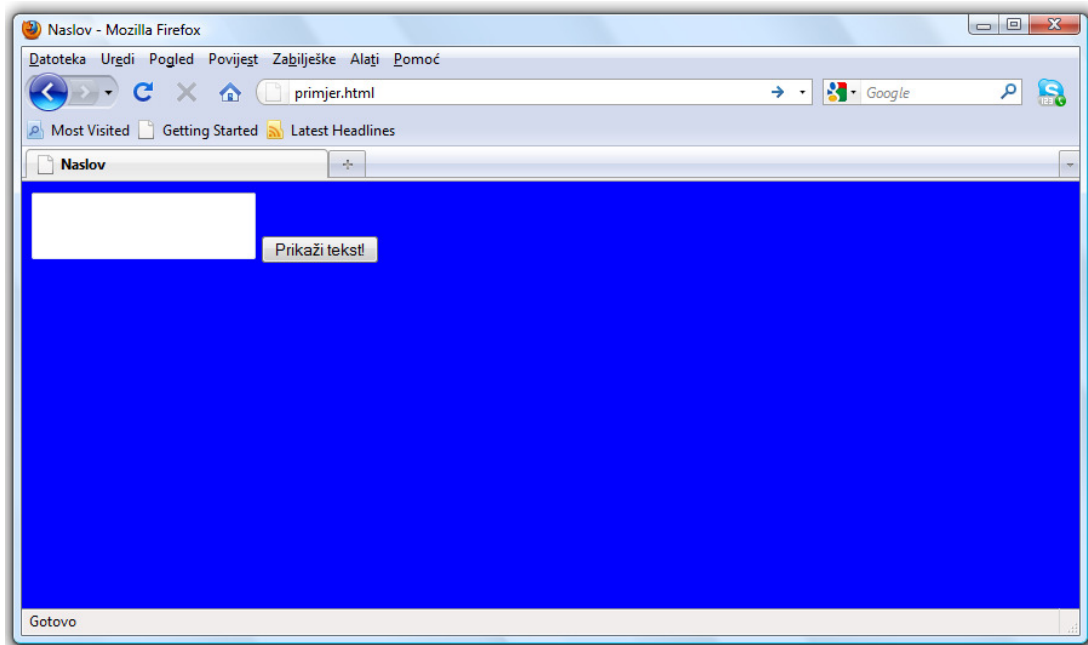 Naslov - Mozilla Firefox
Datoteka Uredi Pogled Povijest Zabilješke Alati Pomoć
primjer.html Google
Most Visited Getting Started Latest Headlines
Naslov
Prikaži tekst!
Gotovo